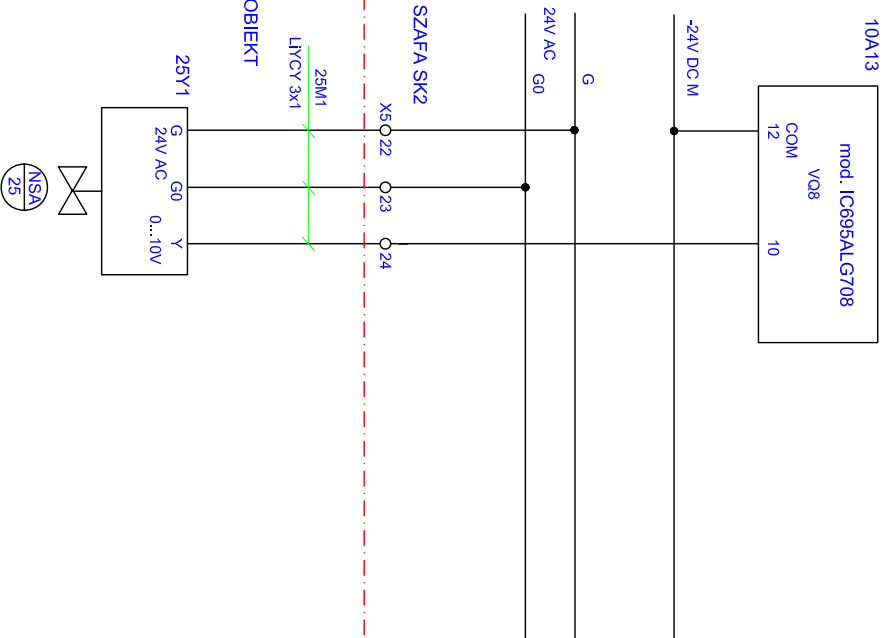 10A13
mod. IC695ALG708
VQ8
COM
12
10
-24V DC M
G
24V AC
G0
SZAFA SK2
X5
22
23
24
25M1
LiYCY 3x1
OBIEKT
25Y1
G
G0
Y
24V AC
0...10V
NSA
25